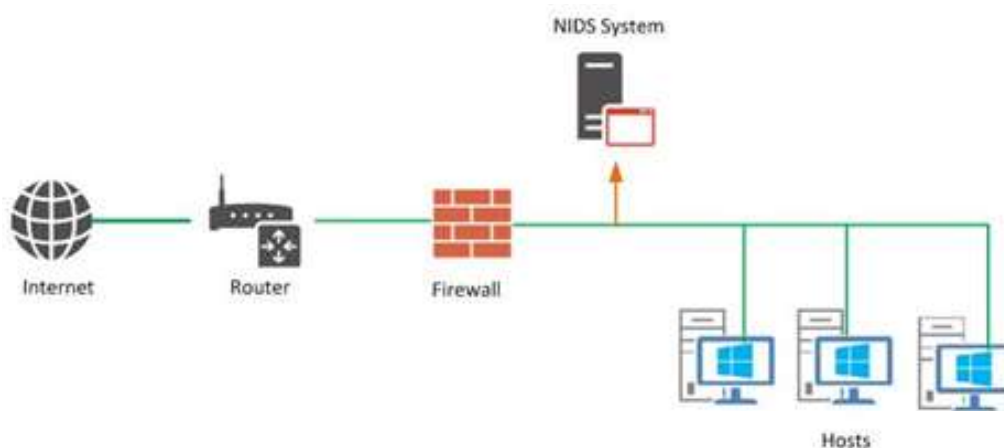 NIDS System
Internet
Router
Firewall
Hosts